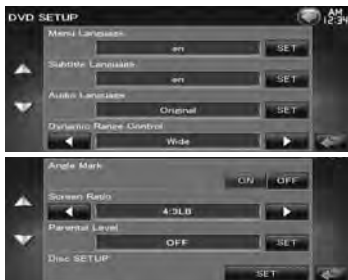 DVD SETUP
AM
12:34
Menu Language
en
SET
Subtitle Language
en
SET
Audio Language
Original
SET
Dynamic Range Control
Wide
Angle Mark
ON OFF
Screen Ratio
4:3LB
Parental Level
OFF
SET
Disc SETUP
SET